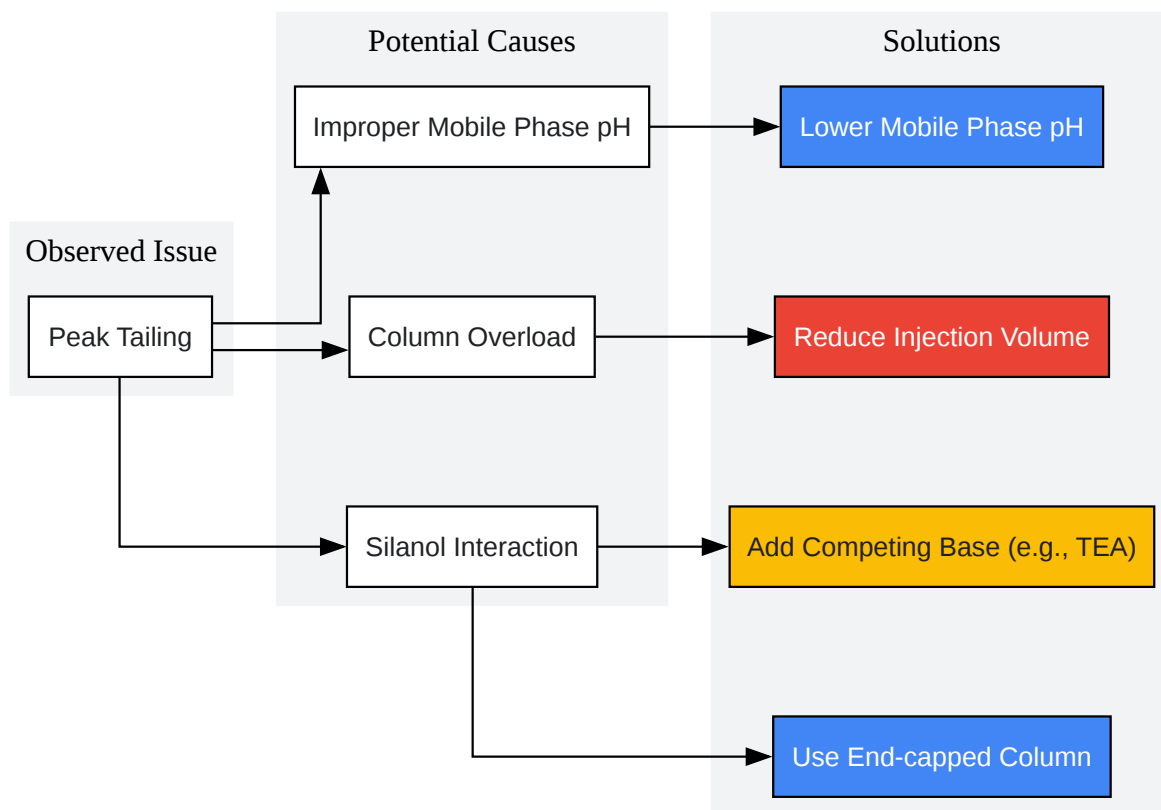 Potential Causes
Solutions
Improper Mobile Phase pH
Lower Mobile Phase pH
Observed Issue
Peak Tailing
Column Overload
Reduce Injection Volume
Silanol Interaction
Add Competing Base (e.g., TEA)
Use End-capped Column